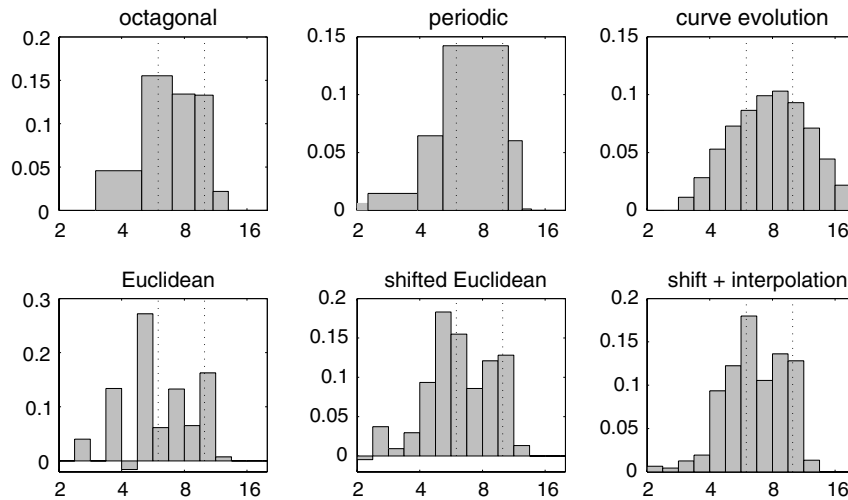 octagonal
0.2
0.15
0.1
0.05
0
2 4 8 16
periodic
0.15
0.1
0.05
0
2 4 8 16
curve evolution
0.15
0.1
0.05
0
2 4 8 16
Euclidean
0.3
0.2
0.1
0
2 4 8 16
shifted Euclidean
0.2
0.15
0.1
0.05
0
2 4 8 16
shift + interpolation
0.2
0.15
0.1
0.05
0
2 4 8 16